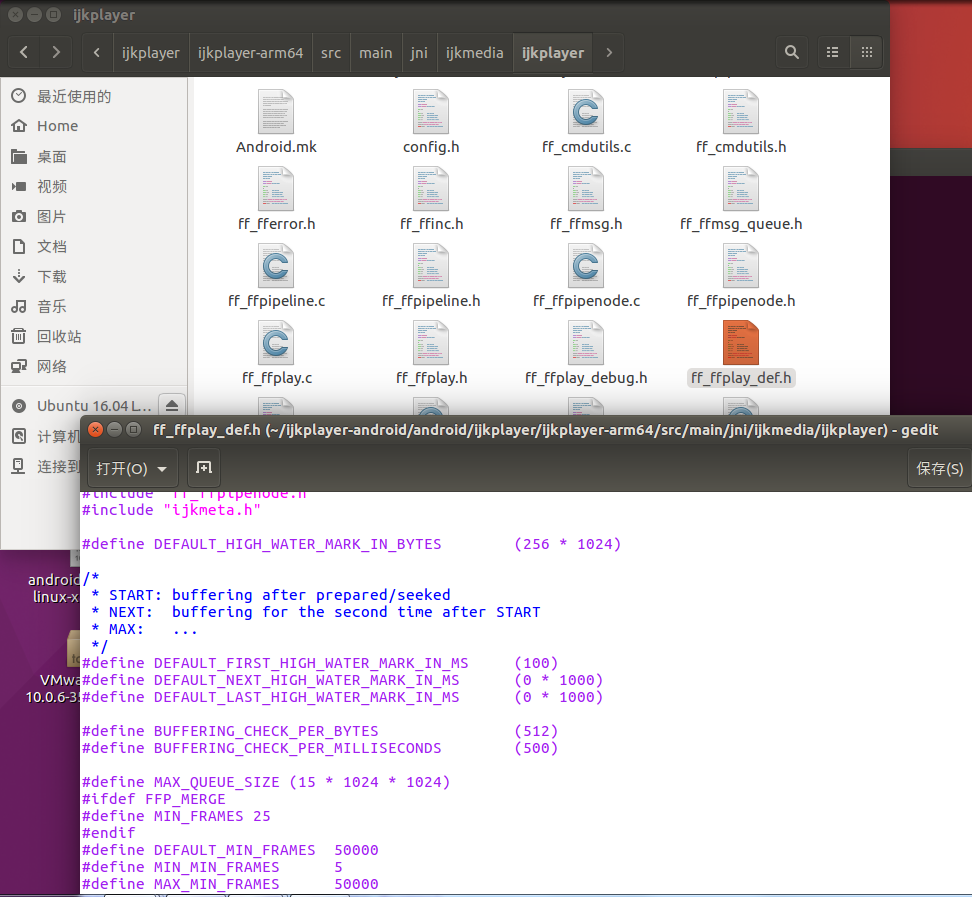 ijkplayer
ijkplayer ijkplayer-arm64 src main jni ijkmedia ijkplayer
最近使用的
Home
桌面
视频
图片
文档
下载
音乐
回收站
网络
Ubuntu 16.04 L...
计算机
连接到
Android.mk config.h ff_cmdutils.c ff_cmdutils.h
ff_fferror.h ff_ffinc.h ff_ffmsg.h ff_ffmsg_queue.h
ff_ffpipeline.c ff_ffpipeline.h ff_ffpipenode.c ff_ffpipenode.h
ff_ffplay.c ff_ffplay.h ff_ffplay_debug.h ff_ffplay_def.h
android
linux-x
VMwa
10.0.6-35
ff_ffplay_def.h (~/ijkplayer-android/android/ijkplayer/ijkplayer-arm64/src/main/jni/ijkmedia/ijkplayer) - gedit
打开(O) 保存(S)
#include "ff_ffpipenode.h"
#include "ijkmeta.h"
#define DEFAULT_HIGH_WATER_MARK_IN_BYTES (256 * 1024)
/*
* START: buffering after prepared/seeked
* NEXT: buffering for the second time after START
* MAX: ...
*/
#define DEFAULT_FIRST_HIGH_WATER_MARK_IN_MS (100)
#define DEFAULT_NEXT_HIGH_WATER_MARK_IN_MS (0 * 1000)
#define DEFAULT_LAST_HIGH_WATER_MARK_IN_MS (0 * 1000)
#define BUFFERING_CHECK_PER_BYTES (512)
#define BUFFERING_CHECK_PER_MILLISECONDS (500)
#define MAX_QUEUE_SIZE (15 * 1024 * 1024)
#ifdef FFP_MERGE
#define MIN_FRAMES 25
#endif
#define DEFAULT_MIN_FRAMES 50000
#define MIN_MIN_FRAMES 5
#define MAX_MIN_FRAMES 50000